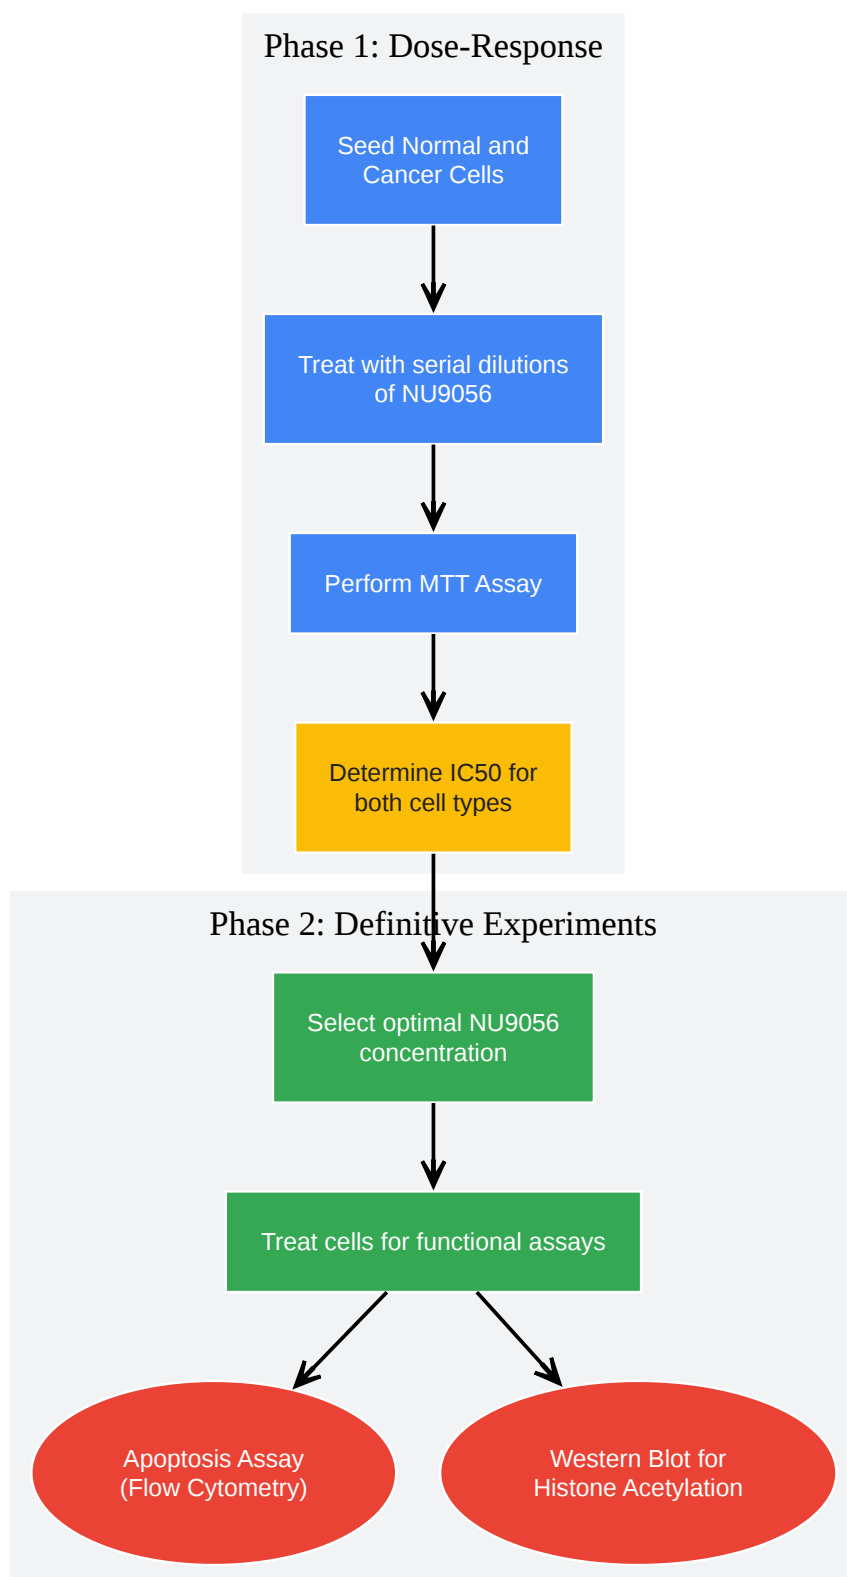 Phase 1: Dose-Response
Seed Normal and
Cancer Cells
Treat with serial dilutions
of NU9056
Perform MTT Assay
Determine IC50 for
both cell types
Phase 2: Definitive Experiments
Select optimal NU9056
concentration
Treat cells for functional assays
Apoptosis Assay
(Flow Cytometry)
Western Blot for
Histone Acetylation